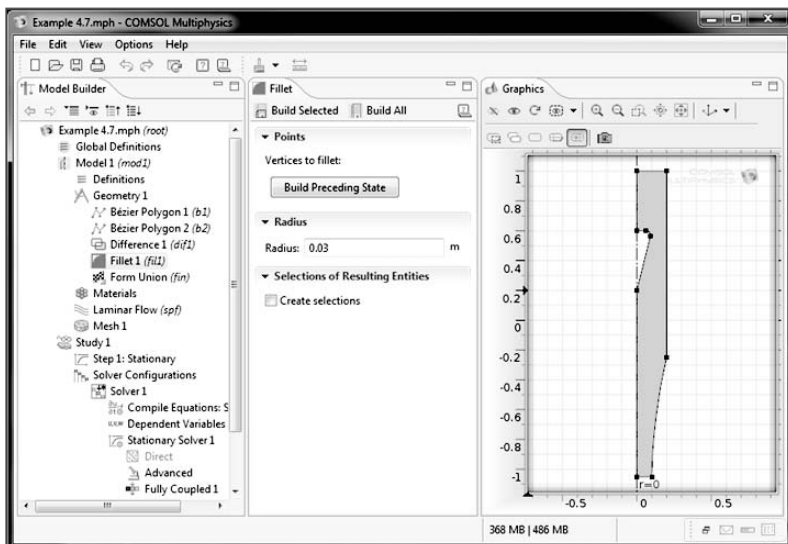 Example 4.7.mph - COMSOL Multiphysics
File Edit View Options Help
Model Builder
Example 4.7.mph (root)
Global Definitions
Model 1 (mod1)
Definitions
Geometry 1
Bézier Polygon 1 (b1)
Bézier Polygon 2 (b2)
Difference 1 (dif1)
Fillet 1 (fil1)
Form Union (fin)
Materials
Laminar Flow (spf)
Mesh 1
Study 1
Step 1: Stationary
Solver Configurations
Solver 1
Compile Equations: S
Dependent Variables
Stationary Solver 1
Direct
Advanced
Fully Coupled 1
Fillet
Build Selected Build All
Points
Vertices to fillet:
Build Preceding State
Radius
Radius: 0.03 m
Selections of Resulting Entities
Create selections
Graphics
COMSOL
MULTIPHYSICS
1
0.8
0.6
0.4
0.2
0
-0.2
-0.4
-0.6
-0.8
-1
r=0
-0.5 0 0.5
368 MB | 486 MB